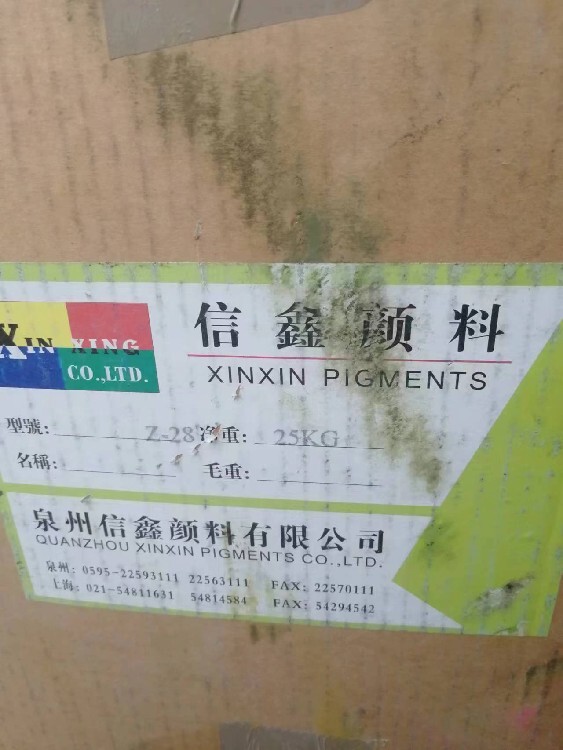 XIN XING
CO.,LTD.
信鑫颜料
XINXIN PIGMENTS
型號: Z-28 净重: 25KG
名稱: 毛重:
泉州信鑫颜料有限公司
QUANZHOU XINXIN PIGMENTS CO.,LTD.
泉州: 0595-22593111 22563111 FAX: 22570111
上海: 021-54811631 54814584 FAX: 54294542